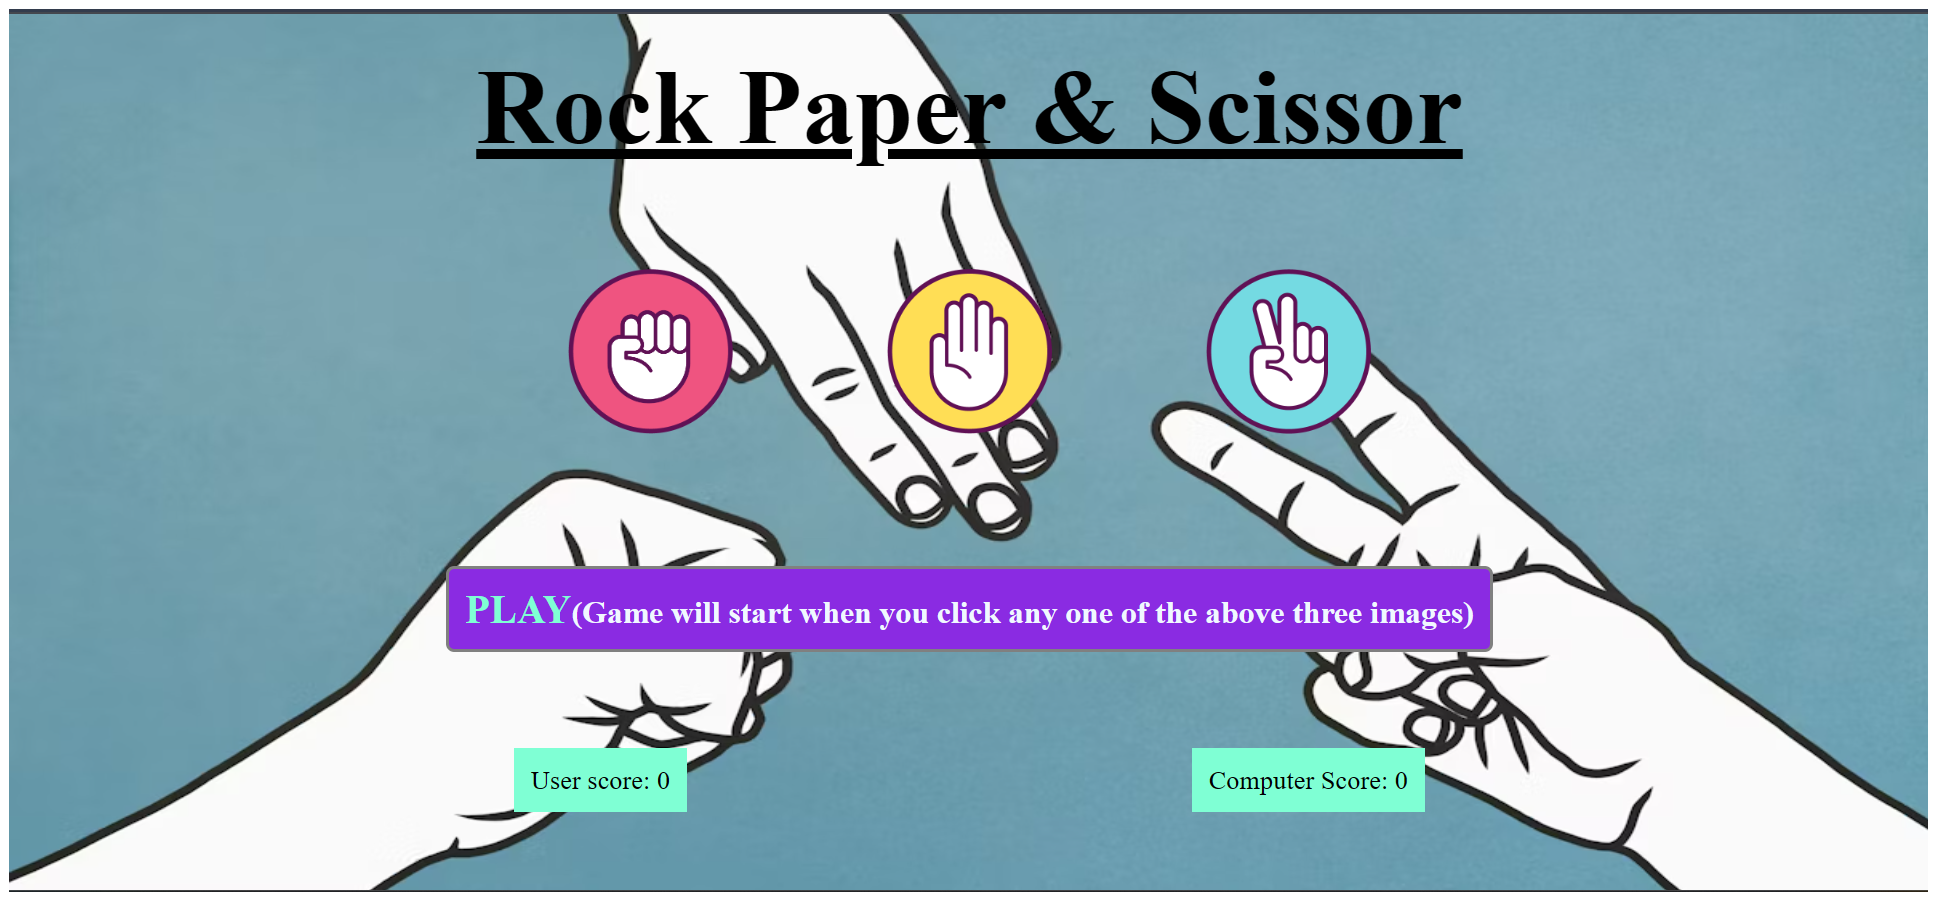 Rock Paper & Scissor
PLAY(Game will start when you click any one of the above three images)
User score: 0
Computer Score: 0